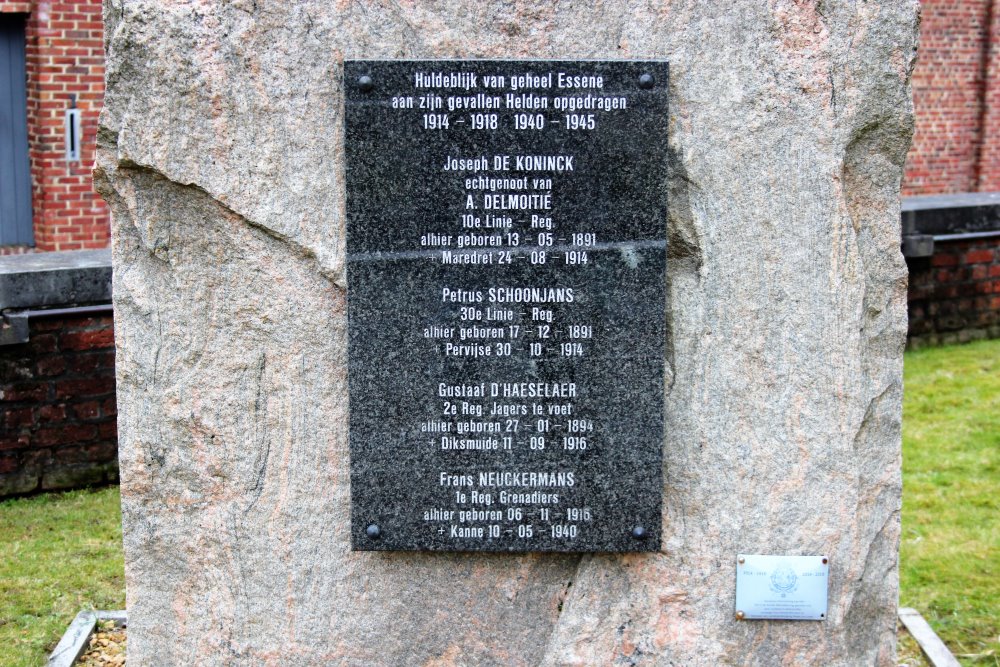 Huldeblijk van geheel Essene
aan zijn gevallen Helden opgedragen
1914 - 1918 1940 - 1945
Joseph DE KONINCK
echtgenoot van
A. DELMOITIÉ
10e Linie - Reg.
alhier geboren 13 - 05 - 1891
+ Maredret 24 - 08 - 1914
Petrus SCHOONJANS
30e Linie - Reg.
alhier geboren 17 - 12 - 1891
+ Pervijse 30 - 10 - 1914
Gustaaf D'HAESELAER
2e Reg. Jagers te voet
alhier geboren 27 - 01 - 1894
+ Diksmuide 11 - 09 - 1916
Frans NEUCKERMANS
1e Reg. Grenadiers
alhier geboren 06 - 11 - 1915
+ Kanne 10 - 05 - 1940